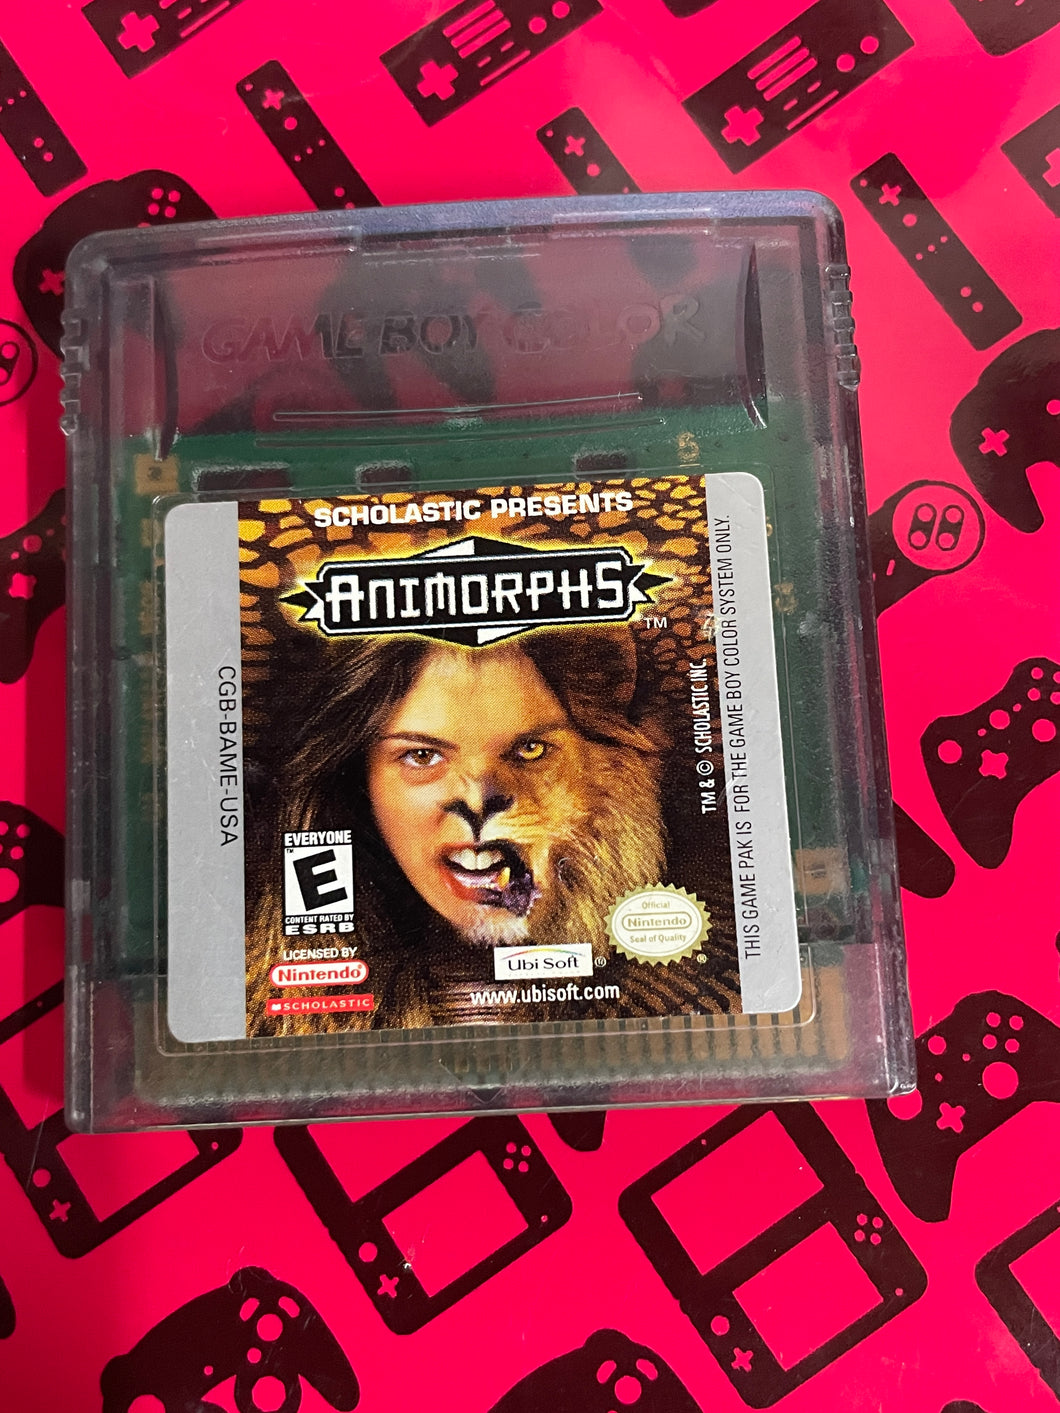 GAME BOY COLOR
SCHOLASTIC PRESENTS
ANIMORPHS™
CGB-BAME-USA
EVERYONE
E™
CONTENT RATED BY
ESRB
LICENSED BY
Nintendo®
SCHOLASTIC
Ubi Soft®
www.ubisoft.com
Official
Nintendo
Seal of Quality®
TM & © SCHOLASTIC INC.
THIS GAME PAK IS FOR THE GAME BOY COLOR SYSTEM ONLY.